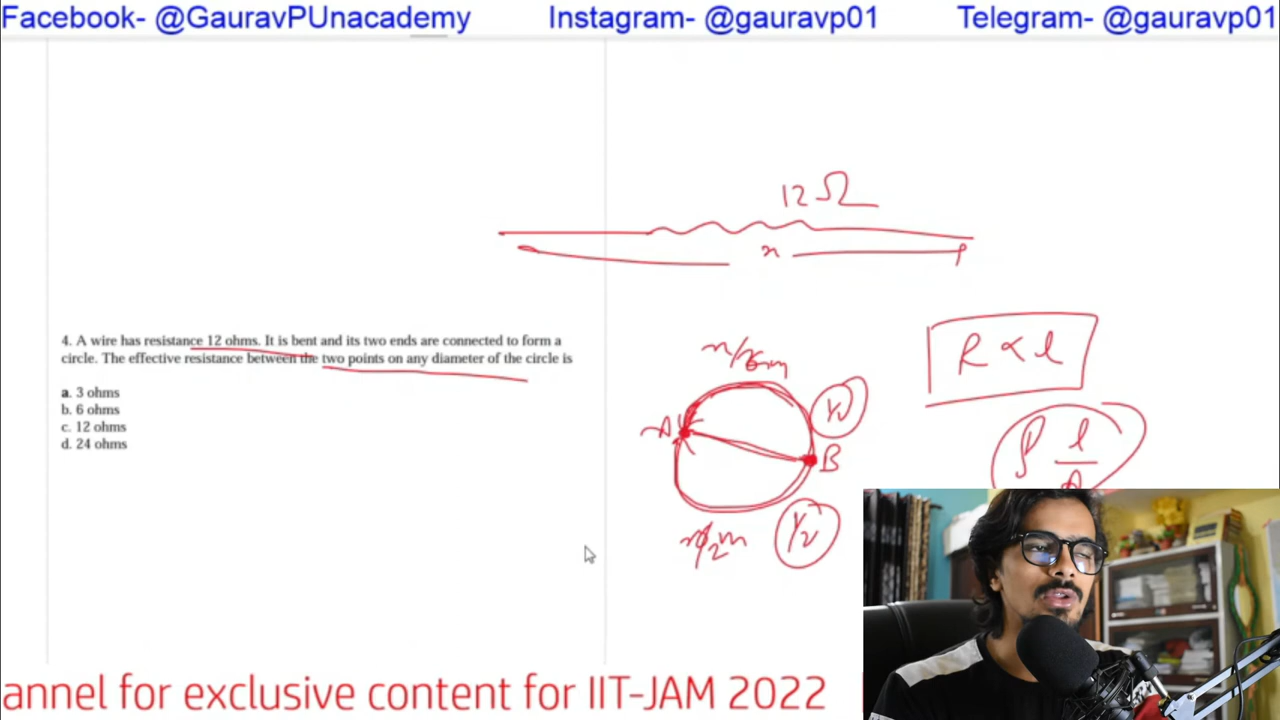 Facebook- @GauravPUnacademy Instagram- @gauravp01 Telegram- @gauravp01
12 Ω
x
4. A wire has resistance 12 ohms. It is bent and its two ends are connected to form a
circle. The effective resistance between the two points on any diameter of the circle is
a. 3 ohms
b. 6 ohms
c. 12 ohms
d. 24 ohms
R ∝ l
ρ l
A
A
B
annel for exclusive content for IIT-JAM 2022